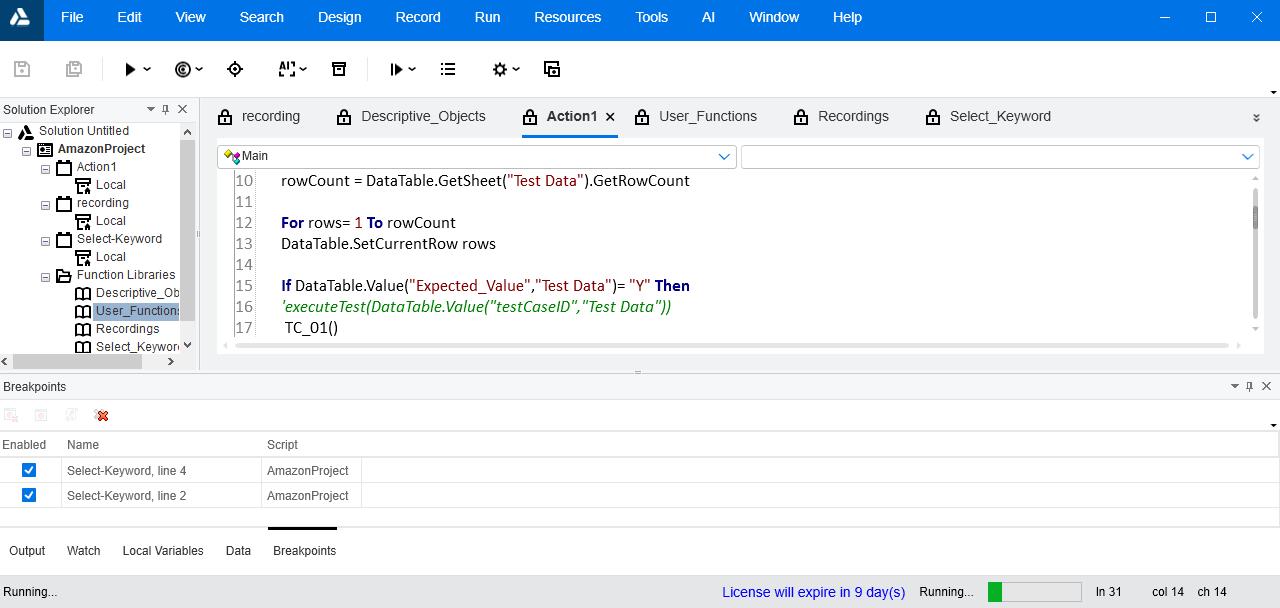 File Edit View Search Design Record Run Resources Tools AI Window Help
Solution Explorer
Solution Untitled
AmazonProject
Action1
Local
recording
Local
Select-Keyword
Local
Function Libraries
Descriptive_Ob
User_Functions
Recordings
Select_Keywor
recording Descriptive_Objects Action1 User_Functions Recordings Select_Keyword
Main
10 rowCount = DataTable.GetSheet("Test Data").GetRowCount
11
12 For rows= 1 To rowCount
13 DataTable.SetCurrentRow rows
14
15 If DataTable.Value("Expected_Value","Test Data")= "Y" Then
16 'executeTest(DataTable.Value("testCaseID","Test Data"))
17 TC_01()
Breakpoints
Enabled Name Script
Select-Keyword, line 4 AmazonProject
Select-Keyword, line 2 AmazonProject
Output Watch Local Variables Data Breakpoints
Running... License will expire in 9 day(s) Running... ln 31 col 14 ch 14